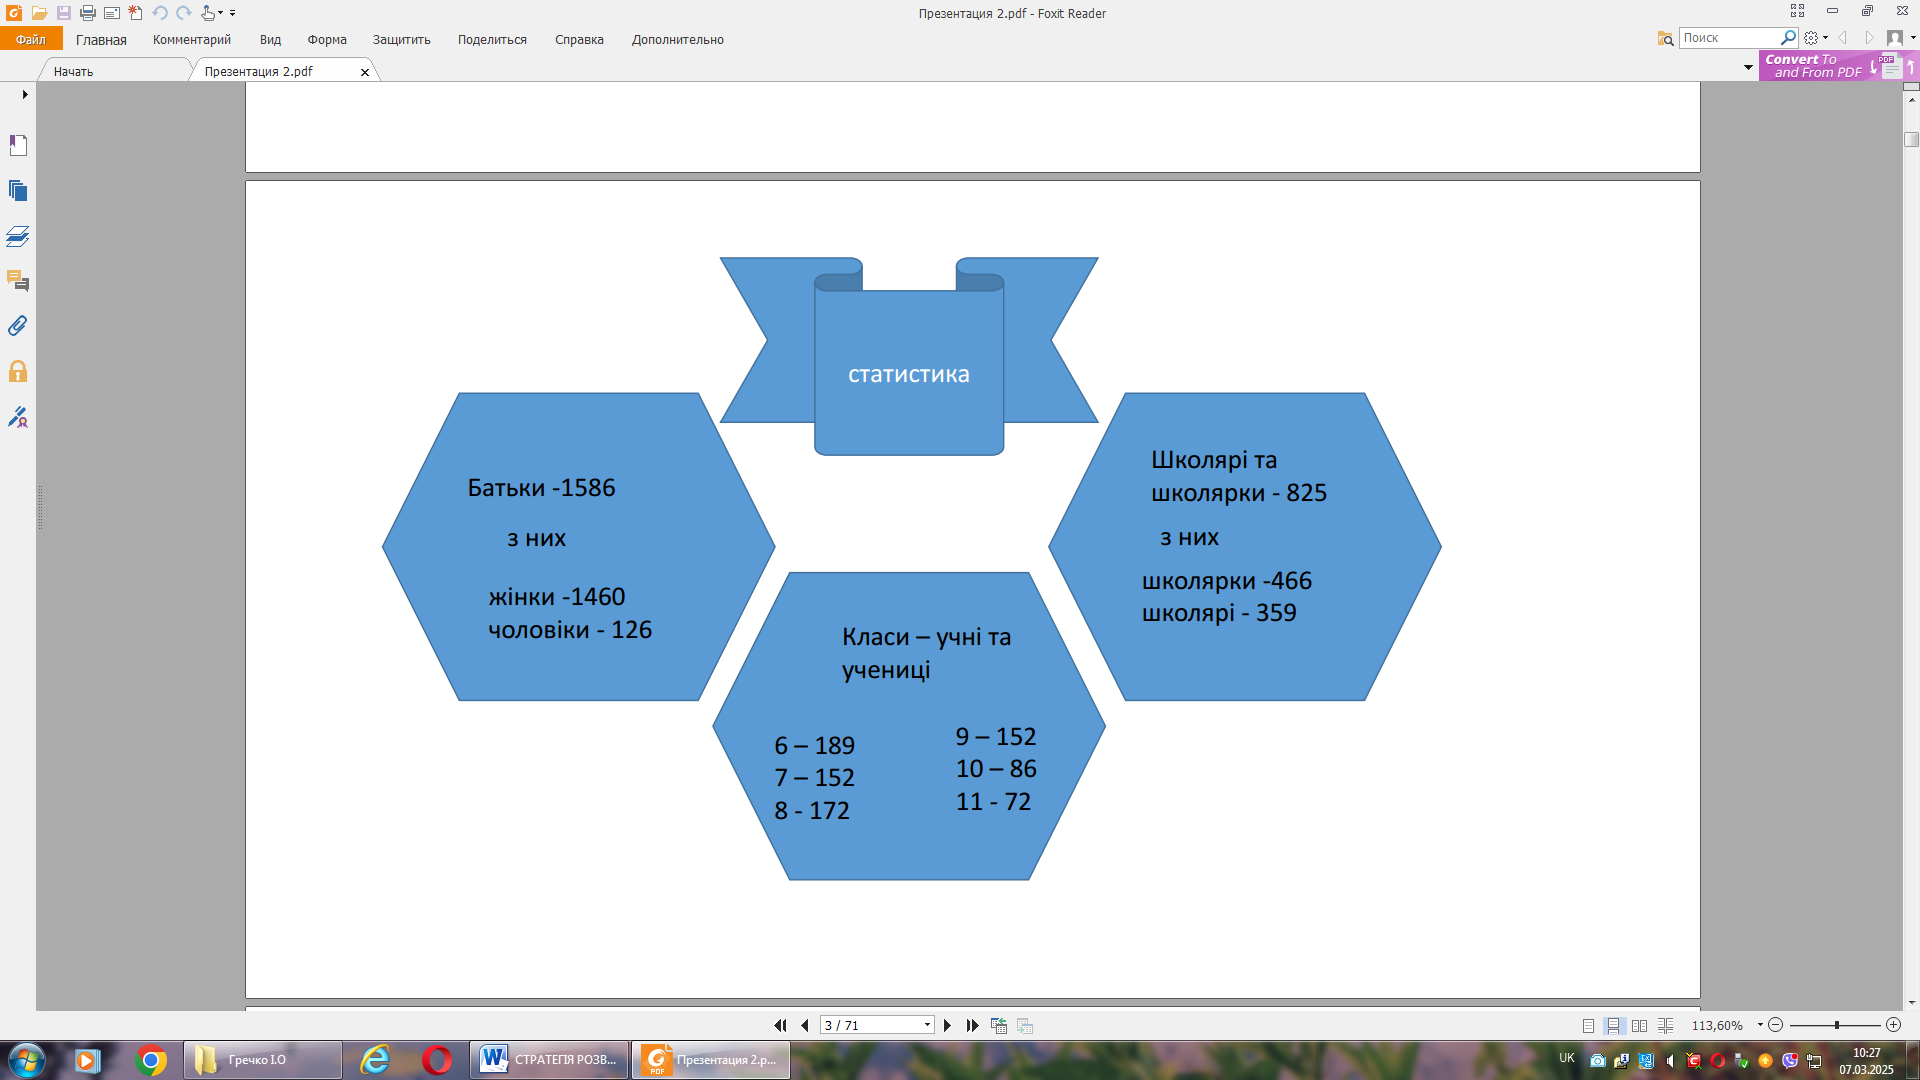 Презентация 2.pdf - Foxit Reader
Файл
Главная
Комментарий
Вид
Форма
Защитить
Поделиться
Справка
Дополнительно
Поиск
Начать
Презентация 2.pdf
Convert To
and From PDF
PDF
статистика
Батьки -1586
з них
жінки -1460
чоловіки - 126
Школярі та
школярки - 825
з них
школярки -466
школярі - 359
Класи – учні та
учениці
6 – 189
7 – 152
8 - 172
9 – 152
10 – 86
11 - 72
3 / 71
113,60%
Гречко І.О
СТРАТЕГІЯ РОЗВ...
PDF
Презентация 2.p...
UK
10:27
07.03.2025